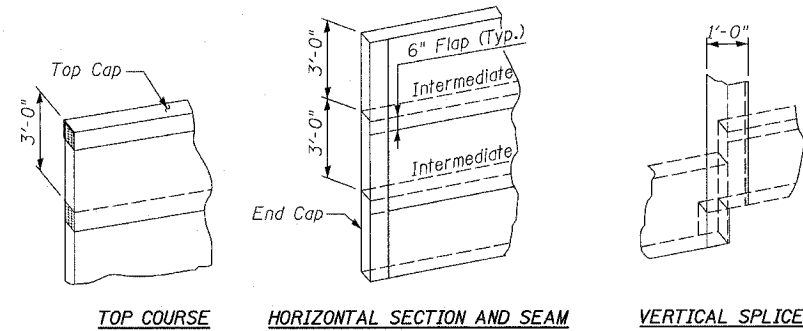 Top Cap
3'-0"
TOP COURSE
3'-0"
6" Flap (Typ.)
Intermediate
3'-0"
Intermediate
End Cap
HORIZONTAL SECTION AND SEAM
1'-0"
VERTICAL SPLICE